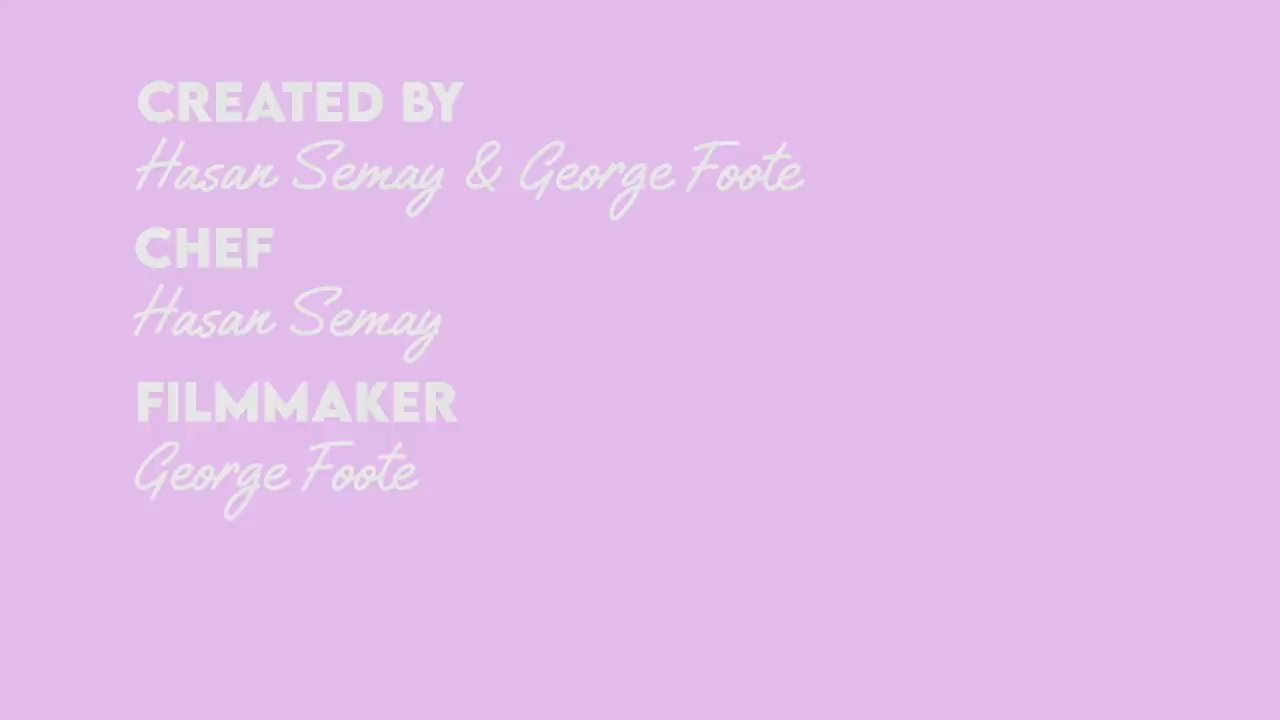 CREATED BY
Hasan Semay & George Foote
CHEF
Hasan Semay
FILMMAKER
George Foote